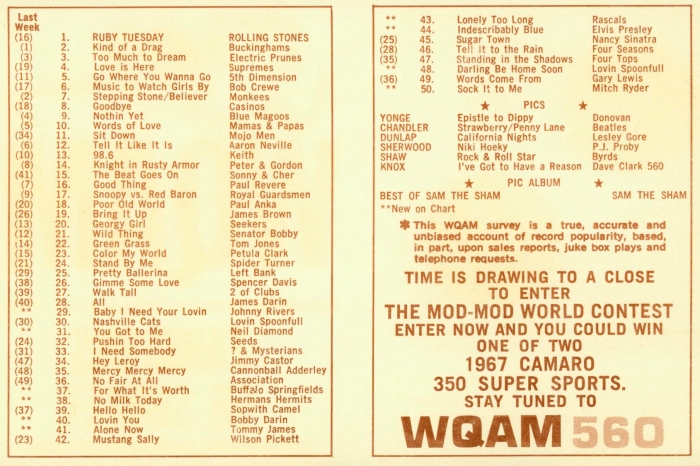 Last
Week
(16) 1. RUBY TUESDAY ROLLING STONES
(1) 2. Kind of a Drag Buckinghams
(3) 3. Too Much to Dream Electric Prunes
(19) 4. Love is Here Supremes
(11) 5. Go Where You Wanna Go 5th Dimension
(17) 6. Music to Watch Girls By Bob Crewe
(2) 7. Stepping Stone/Believer Monkees
(18) 8. Goodbye Casinos
(4) 9. Nothin Yet Blue Magoos
(5) 10. Words of Love Mamas & Papas
(34) 11. Sit Down Mojo Men
(6) 12. Tell It Like It Is Aaron Neville
(10) 13. 98.6 Keith
(8) 14. Knight in Rusty Armor Peter & Gordon
(41) 15. The Beat Goes On Sonny & Cher
(7) 16. Good Thing Paul Revere
(9) 17. Snoopy vs. Red Baron Royal Guardsmen
(20) 18. Poor Old World Paul Anka
(26) 19. Bring It Up James Brown
(13) 20. Georgy Girl Seekers
(12) 21. Wild Thing Senator Bobby
(14) 22. Green Grass Tom Jones
(15) 23. Color My World Petula Clark
(21) 24. Stand By Me Spider Turner
(29) 25. Pretty Ballerina Left Bank
(38) 26. Gimme Some Love Spencer Davis
(39) 27. Walk Tall 2 of Clubs
(40) 28. All James Darin
** 29. Baby I Need Your Lovin Johnny Rivers
(30) 30. Nashville Cats Lovin Spoonfull
** 31. You Got to Me Neil Diamond
(24) 32. Pushin Too Hard Seeds
(31) 33. I Need Somebody ? & Mysterians
(47) 34. Hey Leroy Jimmy Castor
(48) 35. Mercy Mercy Mercy Cannonball Adderley
(49) 36. No Fair At All Association
** 37. For What It's Worth Buffalo Springfields
** 38. No Milk Today Hermans Hermits
(37) 39. Hello Hello Sopwith Camel
** 40. Lovin You Bobby Darin
** 41. Alone Now Tommy James
(23) 42. Mustang Sally Wilson Pickett
** 43. Lonely Too Long Rascals
** 44. Indescribably Blue Elvis Presley
(25) 45. Sugar Town Nancy Sinatra
(28) 46. Tell It to the Rain Four Seasons
(35) 47. Standing in the Shadows Four Tops
** 48. Darling Be Home Soon Lovin Spoonfull
(36) 49. Words Come From Gary Lewis
** 50. Sock It to Me Mitch Ryder
★ PICS ★
YONGE Epistle to Dippy Donovan
CHANDLER Strawberry/Penny Lane Beatles
DUNLAP California Nights Lesley Gore
SHERWOOD Niki Hoeky P.J. Proby
SHAW Rock & Roll Star Byrds
KNOX I've Got to Have a Reason Dave Clark 560
★ PIC ALBUM ★
BEST OF SAM THE SHAM SAM THE SHAM
**New on Chart
✱ This WQAM survey is a true, accurate and
unbiased account of record popularity, based,
in part, upon sales reports, juke box plays and
telephone requests.
TIME IS DRAWING TO A CLOSE
TO ENTER
THE MOD-MOD WORLD CONTEST
ENTER NOW AND YOU COULD WIN
ONE OF TWO
1967 CAMARO
350 SUPER SPORTS.
STAY TUNED TO
WQAM 560